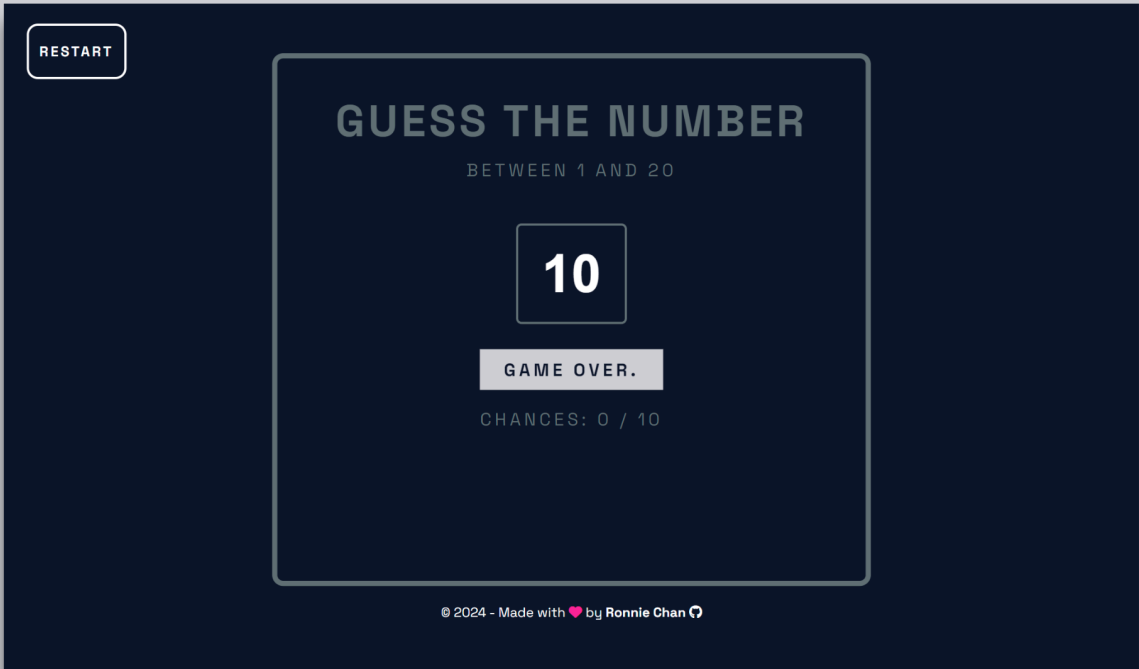 RESTART
GUESS THE NUMBER
BETWEEN 1 AND 20
10
GAME OVER.
CHANCES: 0 / 10
© 2024 - Made with ❤ by Ronnie Chan